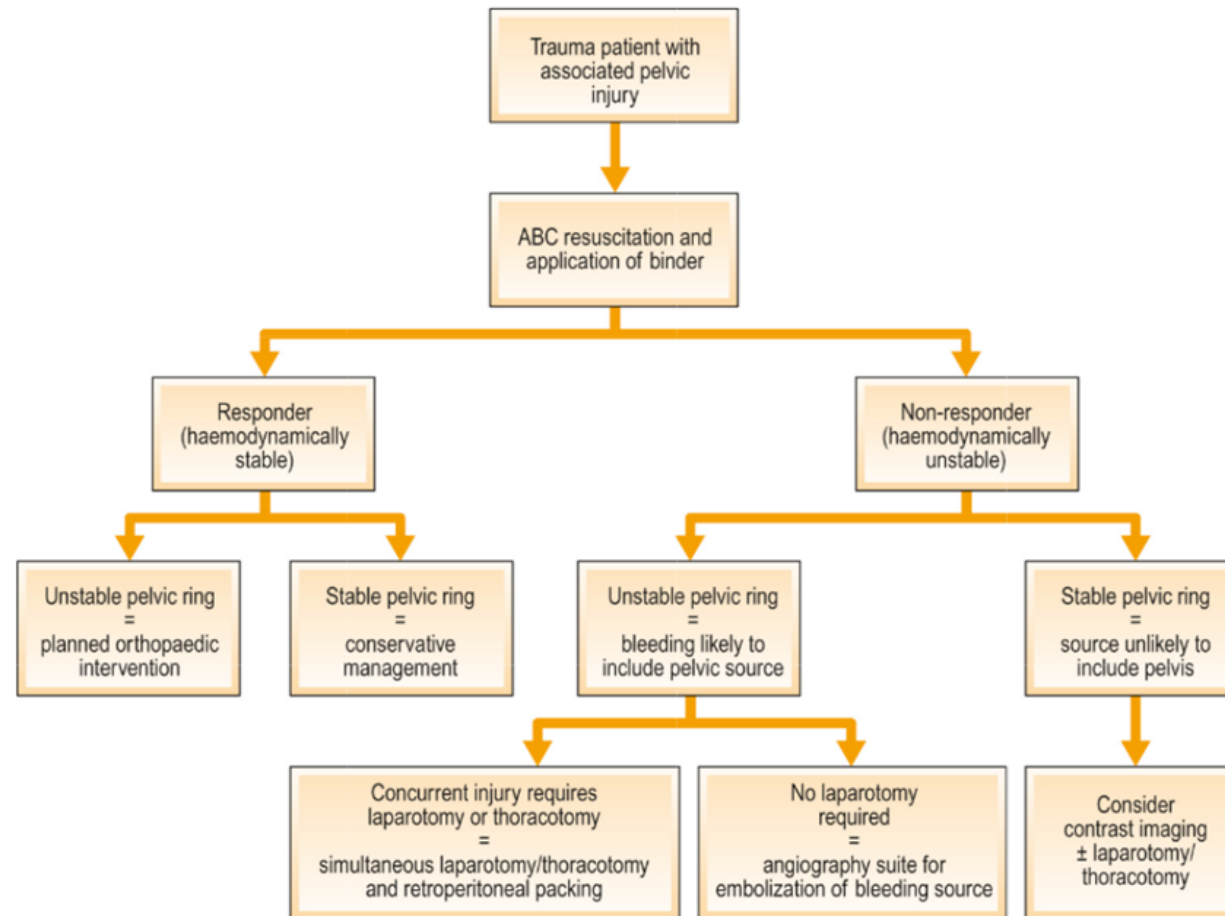 Trauma patient with
associated pelvic
injury
ABC resuscitation and
application of binder
Responder
(haemodynamically
stable)
Non-responder
(haemodynamically
unstable)
Unstable pelvic ring
=
planned orthopaedic
intervention
Stable pelvic ring
=
conservative
management
Unstable pelvic ring
=
bleeding likely to
include pelvic source
Stable pelvic ring
=
source unlikely to
include pelvis
Concurrent injury requires
laparotomy or thoracotomy
=
simultaneous laparotomy/thoracotomy
and retroperitoneal packing
No laparotomy
required
=
angiography suite for
embolization of bleeding source
Consider
contrast imaging
± laparotomy/
thoracotomy